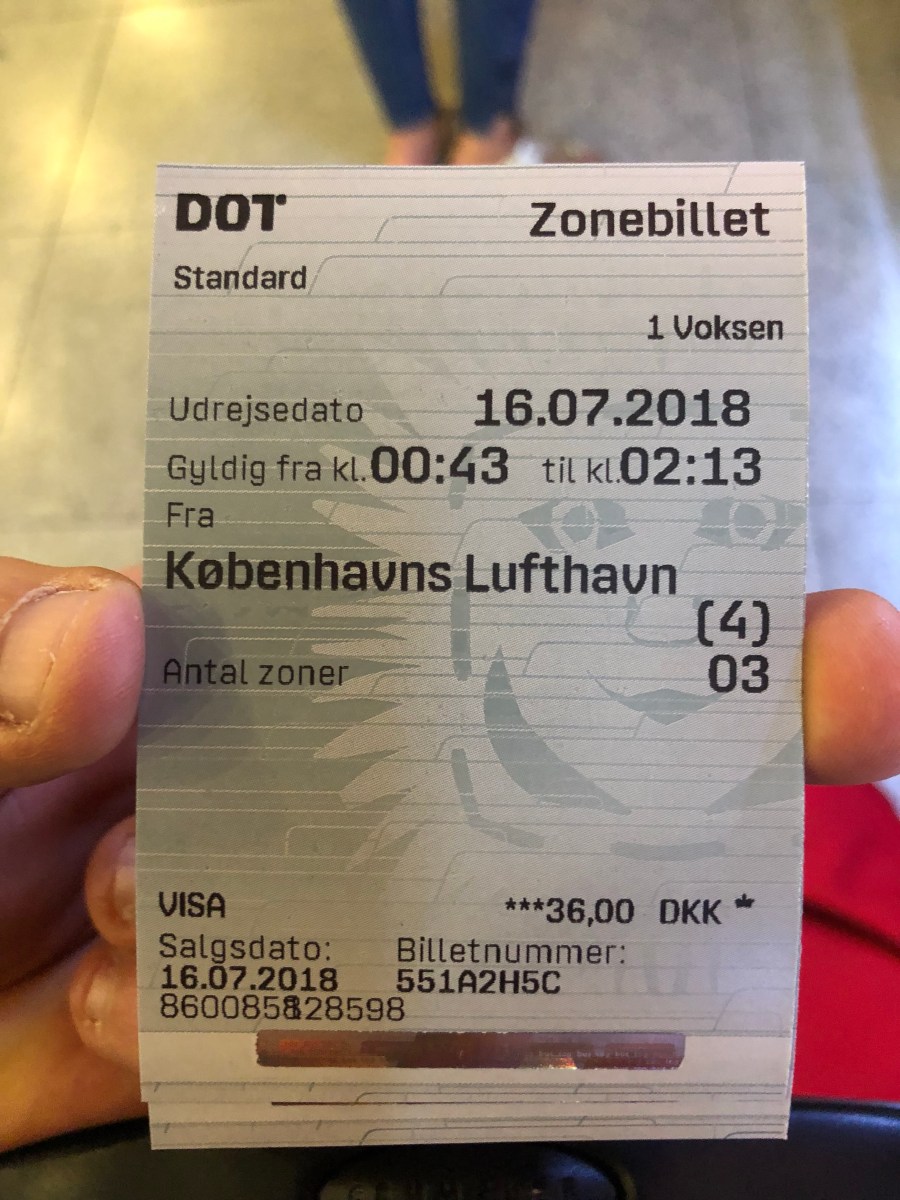 DOT Zonebillet
Standard
1 Voksen
Udrejsedato 16.07.2018
Gyldig fra kl.00:43 til kl.02:13
Fra
Københavns Lufthavn
(4)
Antal zoner 03
VISA ***36,00 DKK *
Salgsdato: Billetnummer:
16.07.2018 551A2H5C